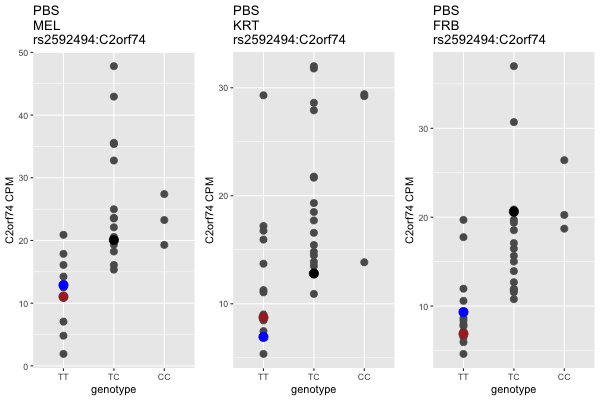 PBS
MEL
rs2592494:C2orf74
50
40
30
20
10
0
C2orf74 CPM
TT
TC
CC
genotype
PBS
KRT
rs2592494:C2orf74
30
20
10
C2orf74 CPM
TT
TC
CC
genotype
PBS
FRB
rs2592494:C2orf74
30
20
10
C2orf74 CPM
TT
TC
CC
genotype